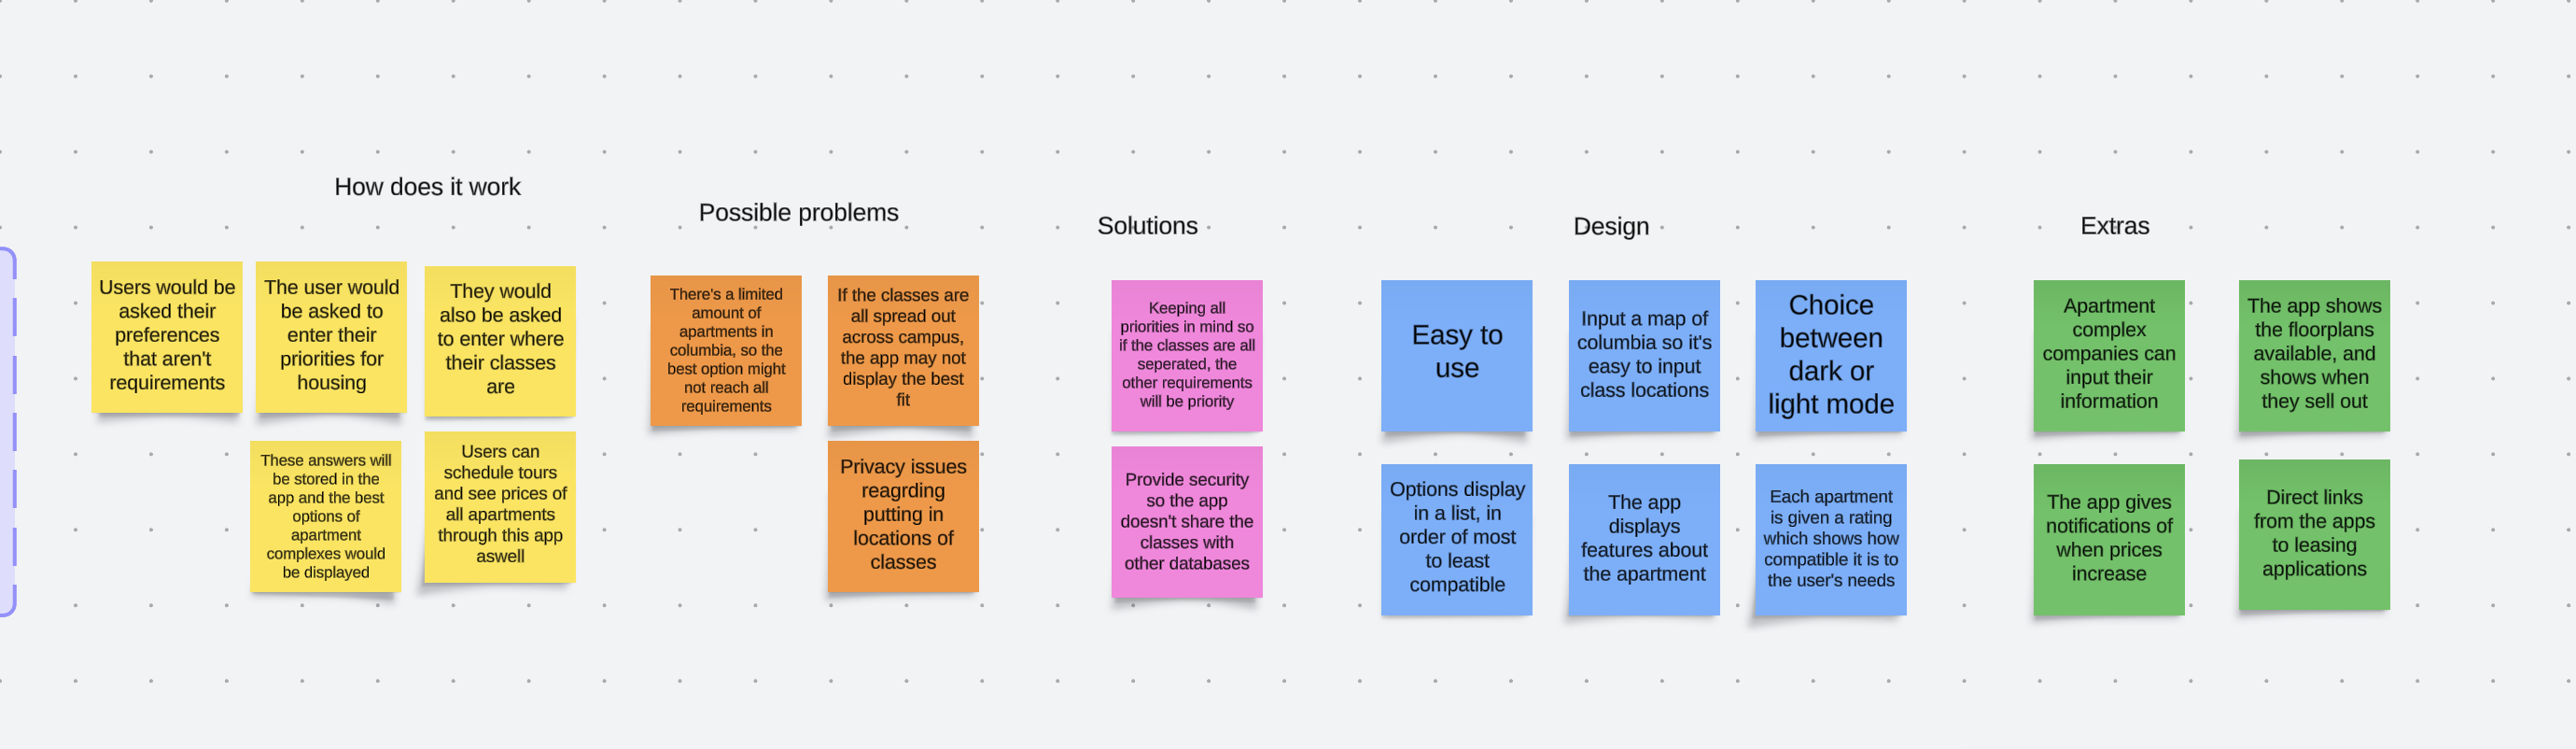 How does it work
Users would be
asked their
preferences
that aren't
requirements
The user would
be asked to
enter their
priorities for
housing
They would
also be asked
to enter where
their classes
are
These answers will
be stored in the
app and the best
options of
apartment
complexes would
be displayed
Users can
schedule tours
and see prices of
all apartments
through this app
aswell
Possible problems
There's a limited
amount of
apartments in
columbia, so the
best option might
not reach all
requirements
If the classes are
all spread out
across campus,
the app may not
display the best
fit
Privacy issues
reagrding
putting in
locations of
classes
Solutions
Keeping all
priorities in mind so
if the classes are all
seperated, the
other requirements
will be priority
Provide security
so the app
doesn't share the
classes with
other databases
Design
Easy to
use
Input a map of
columbia so it's
easy to input
class locations
Choice
between
dark or
light mode
Options display
in a list, in
order of most
to least
compatible
The app
displays
features about
the apartment
Each apartment
is given a rating
which shows how
compatible it is to
the user's needs
Extras
Apartment
complex
companies can
input their
information
The app shows
the floorplans
available, and
shows when
they sell out
The app gives
notifications of
when prices
increase
Direct links
from the apps
to leasing
applications